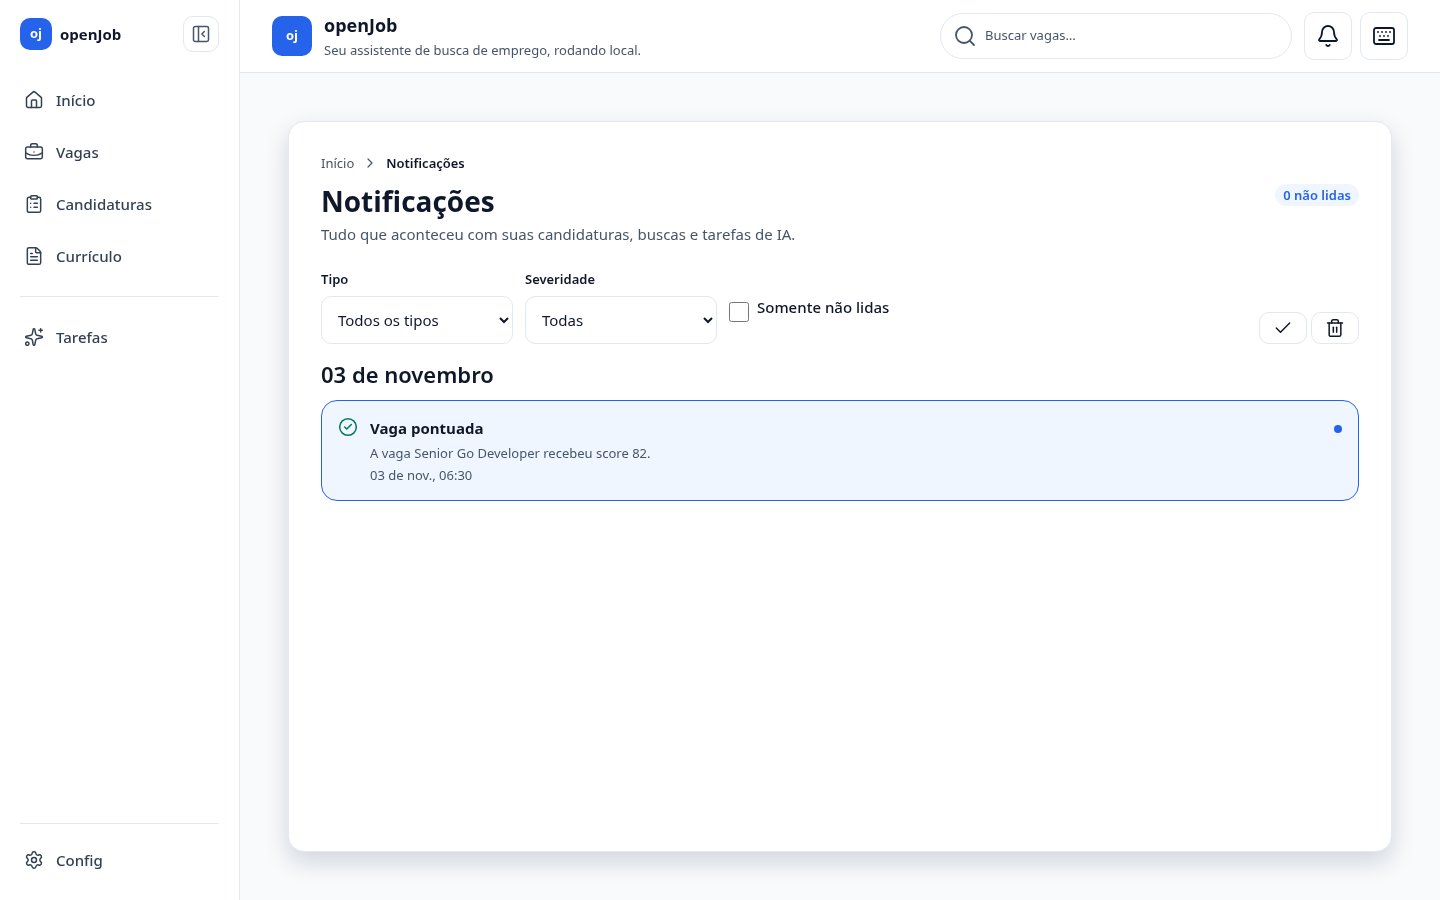 oj openJob
Início
Vagas
Candidaturas
Currículo
Tarefas
Config
oj
openJob
Seu assistente de busca de emprego, rodando local.
Buscar vagas...
Início > Notificações
Notificações
0 não lidas
Tudo que aconteceu com suas candidaturas, buscas e tarefas de IA.
Tipo
Todos os tipos
Severidade
Todas
Somente não lidas
03 de novembro
Vaga pontuada
A vaga Senior Go Developer recebeu score 82.
03 de nov., 06:30